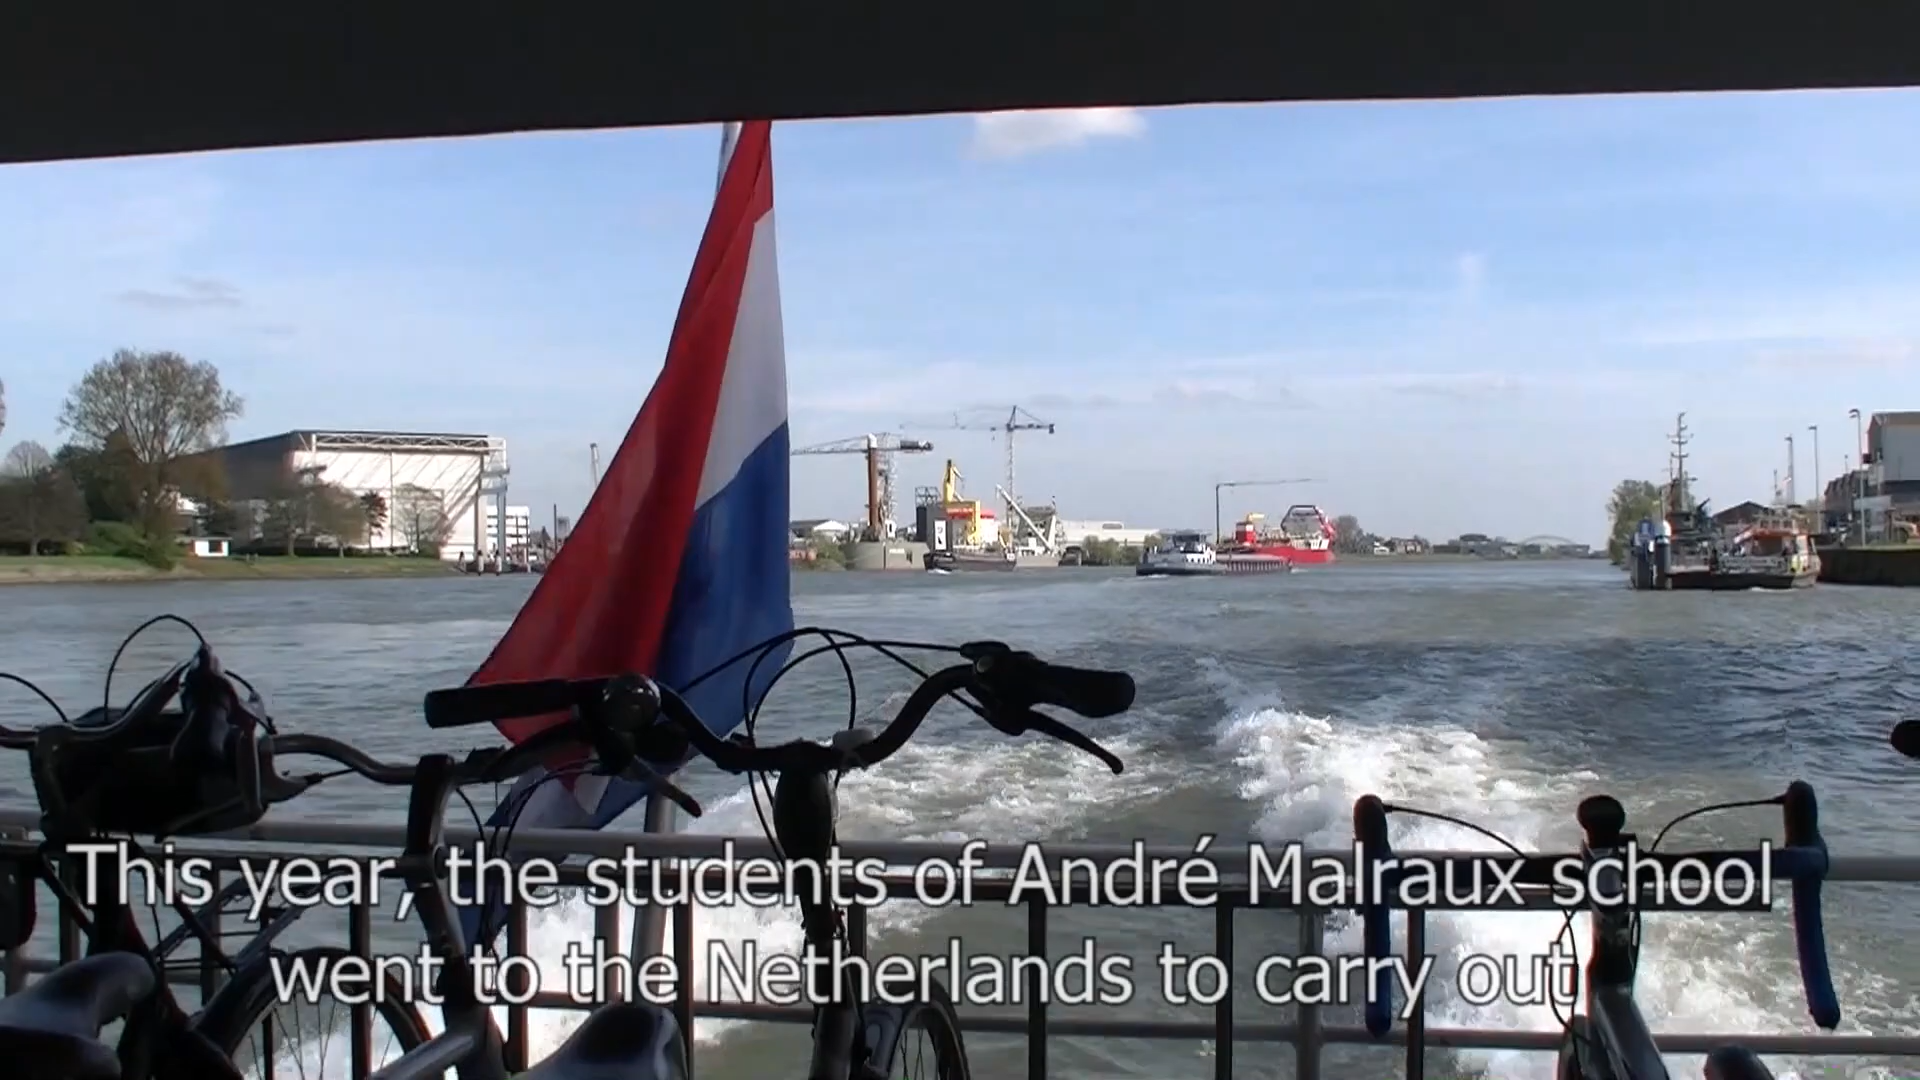 This year, the students of André Malraux school
went to the Netherlands to carry out